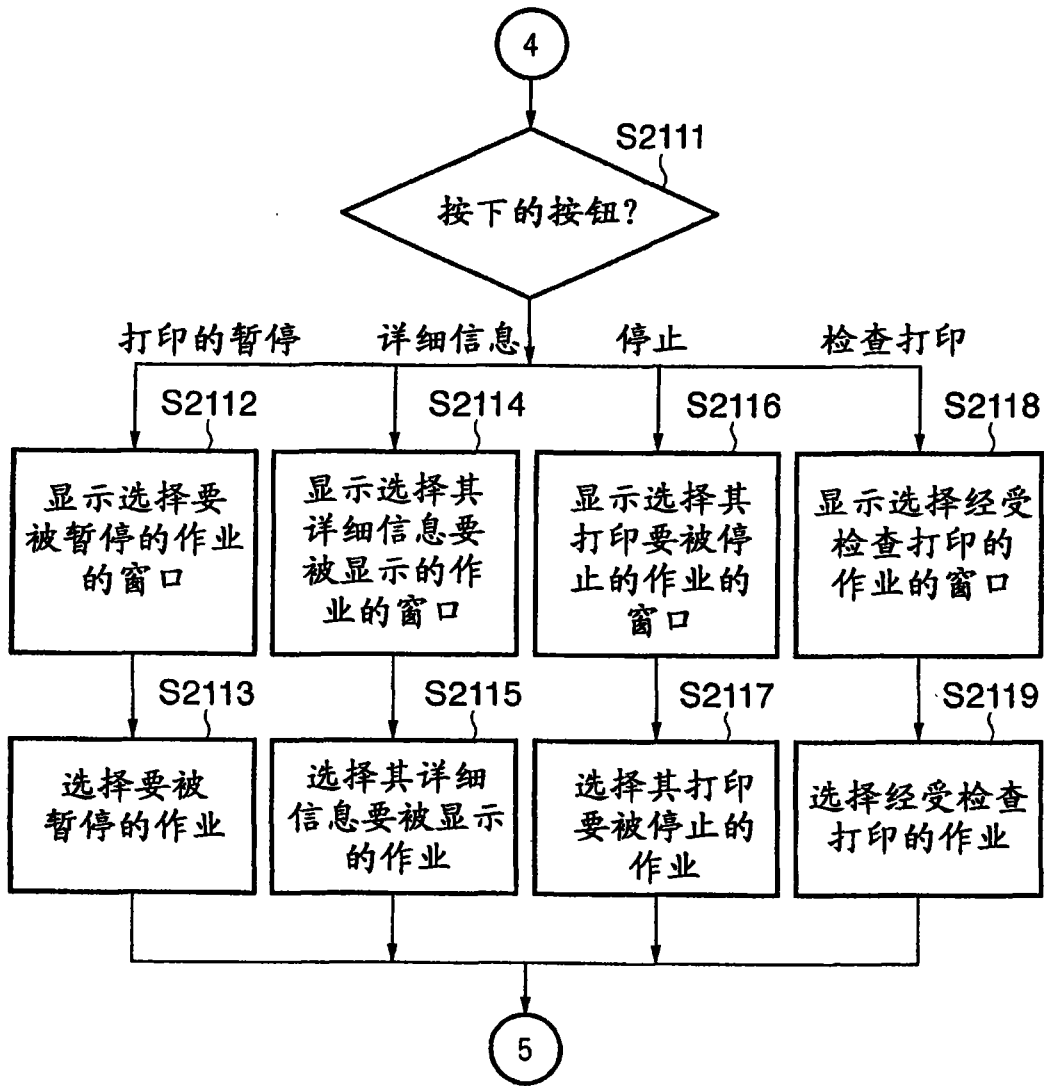 4
S2111
按下的按钮?
打印的暂停
详细信息
停止
检查打印
S2112
显示选择要
被暂停的作业
的窗口
S2114
显示选择其
详细信息要
被显示的作
业的窗口
S2116
显示选择其
打印要被停
止的作业的
窗口
S2118
显示选择经受
检查打印的
作业的窗口
S2113
选择要被
暂停的作业
S2115
选择其详细
信息要被显示
的作业
S2117
选择其打印
要被停止的
作业
S2119
选择经受检查
打印的作业
5